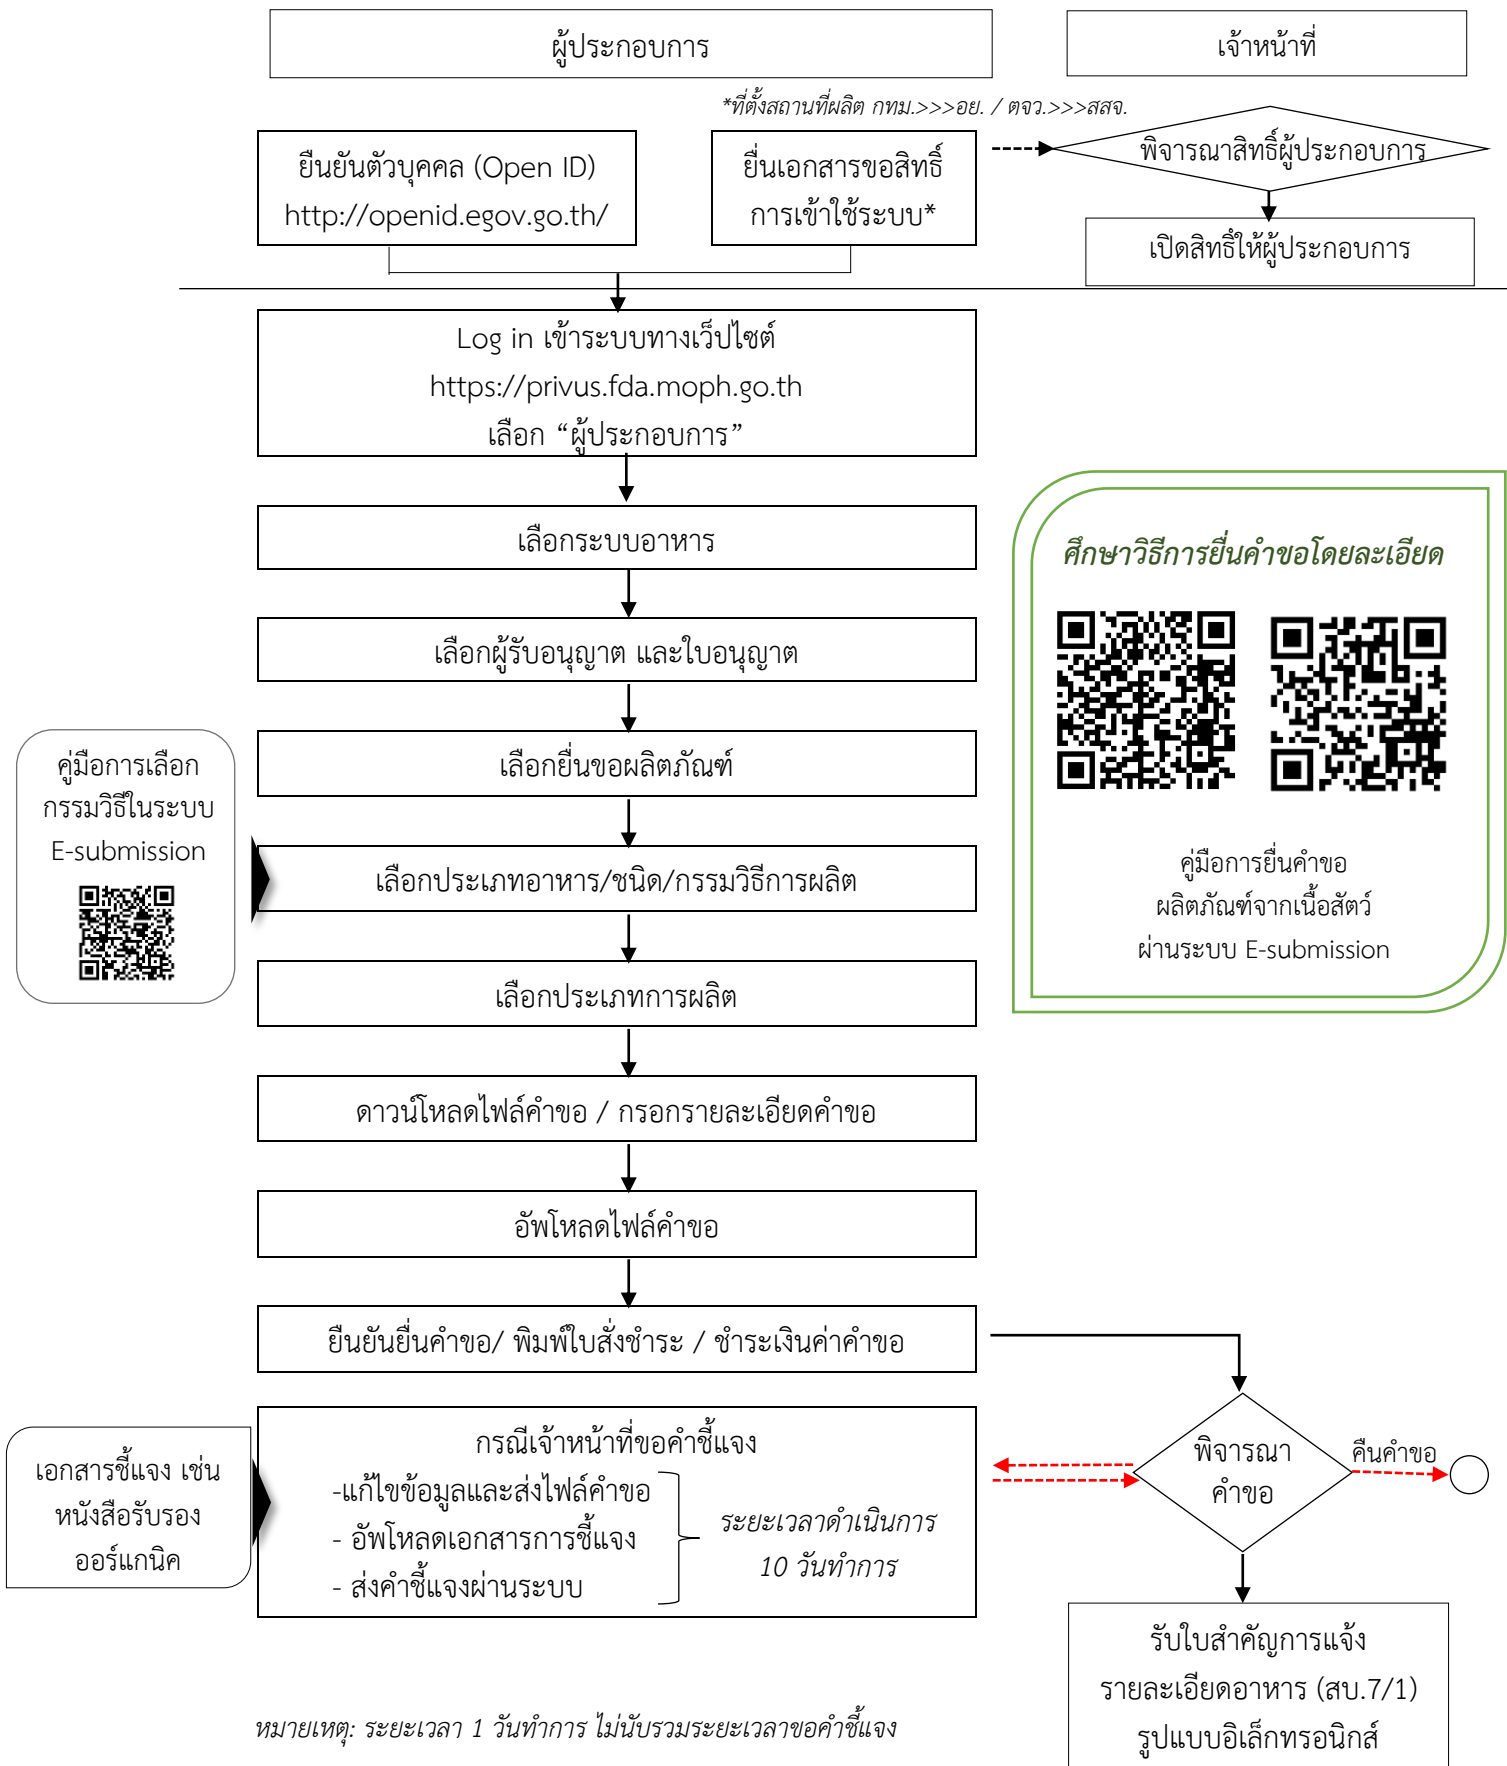 ผู้ประกอบการ
เจ้าหน้าที่
*ที่ตั้งสถานที่ผลิต กทม.>>>อย. / ตจว.>>>สสจ.
ยืนยันตัวบุคคล (Open ID)
http://openid.egov.go.th/
ยื่นเอกสารขอสิทธิ์
การเข้าใช้ระบบ*
พิจารณาสิทธิ์ผู้ประกอบการ
เปิดสิทธิ์ให้ผู้ประกอบการ
Log in เข้าระบบทางเว็ปไซต์
https://privus.fda.moph.go.th
เลือก “ผู้ประกอบการ”
เลือกระบบอาหาร
เลือกผู้รับอนุญาต และใบอนุญาต
เลือกยื่นขอผลิตภัณฑ์
คู่มือการเลือก
กรรมวิธีในระบบ
E-submission
เลือกประเภทอาหาร/ชนิด/กรรมวิธีการผลิต
เลือกประเภทการผลิต
ศึกษาวิธีการยื่นคำขอโดยละเอียด
คู่มือการยื่นคำขอ
ผลิตภัณฑ์จากเนื้อสัตว์
ผ่านระบบ E-submission
ดาวน์โหลดไฟล์คำขอ / กรอกรายละเอียดคำขอ
อัพโหลดไฟล์คำขอ
ยืนยันยื่นคำขอ/ พิมพ์ใบสั่งชำระ / ชำระเงินค่าคำขอ
เอกสารชี้แจง เช่น
หนังสือรับรอง
ออร์แกนิค
กรณีเจ้าหน้าที่ขอคำชี้แจง
-แก้ไขข้อมูลและส่งไฟล์คำขอ
- อัพโหลดเอกสารการชี้แจง
- ส่งคำชี้แจงผ่านระบบ
ระยะเวลาดำเนินการ
10 วันทำการ
พิจารณา
คำขอ
คืนคำขอ
รับใบสำคัญการแจ้ง
รายละเอียดอาหาร (สบ.7/1)
รูปแบบอิเล็กทรอนิกส์
หมายเหตุ: ระยะเวลา 1 วันทำการ ไม่นับรวมระยะเวลาขอคำชี้แจง